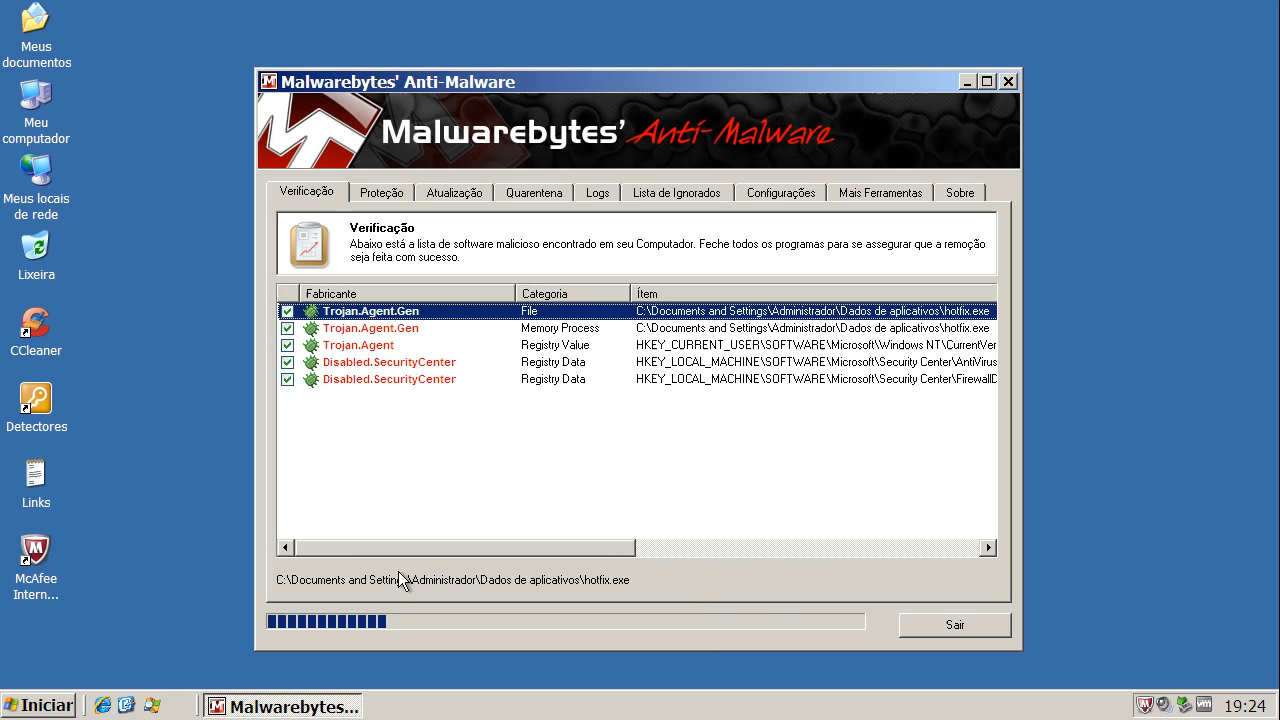 Meus
documentos
Meu
computador
Meus locais
de rede
Lixeira
CCleaner
Detectores
Links
McAfee
Intern...
Malwarebytes' Anti-Malware
Malwarebytes' Anti-Malware
Verificação Proteção Atualização Quarentena Logs Lista de Ignorados Configurações Mais Ferramentas Sobre
Verificação
Abaixo está a lista de software malicioso encontrado em seu Computador. Feche todos os programas para se assegurar que a remoção
seja feita com sucesso.
Fabricante Categoria Ítem
Trojan.Agent.Gen File C:\Documents and Settings\Administrador\Dados de aplicativos\hotfix.exe
Trojan.Agent.Gen Memory Process C:\Documents and Settings\Administrador\Dados de aplicativos\hotfix.exe
Trojan.Agent Registry Value HKEY_CURRENT_USER\SOFTWARE\Microsoft\Windows NT\CurrentVer
Disabled.SecurityCenter Registry Data HKEY_LOCAL_MACHINE\SOFTWARE\Microsoft\Security Center\AntiVirus
Disabled.SecurityCenter Registry Data HKEY_LOCAL_MACHINE\SOFTWARE\Microsoft\Security Center\FirewallD
C:\Documents and Settings\Administrador\Dados de aplicativos\hotfix.exe
Sair
Iniciar Malwarebytes... 19:24